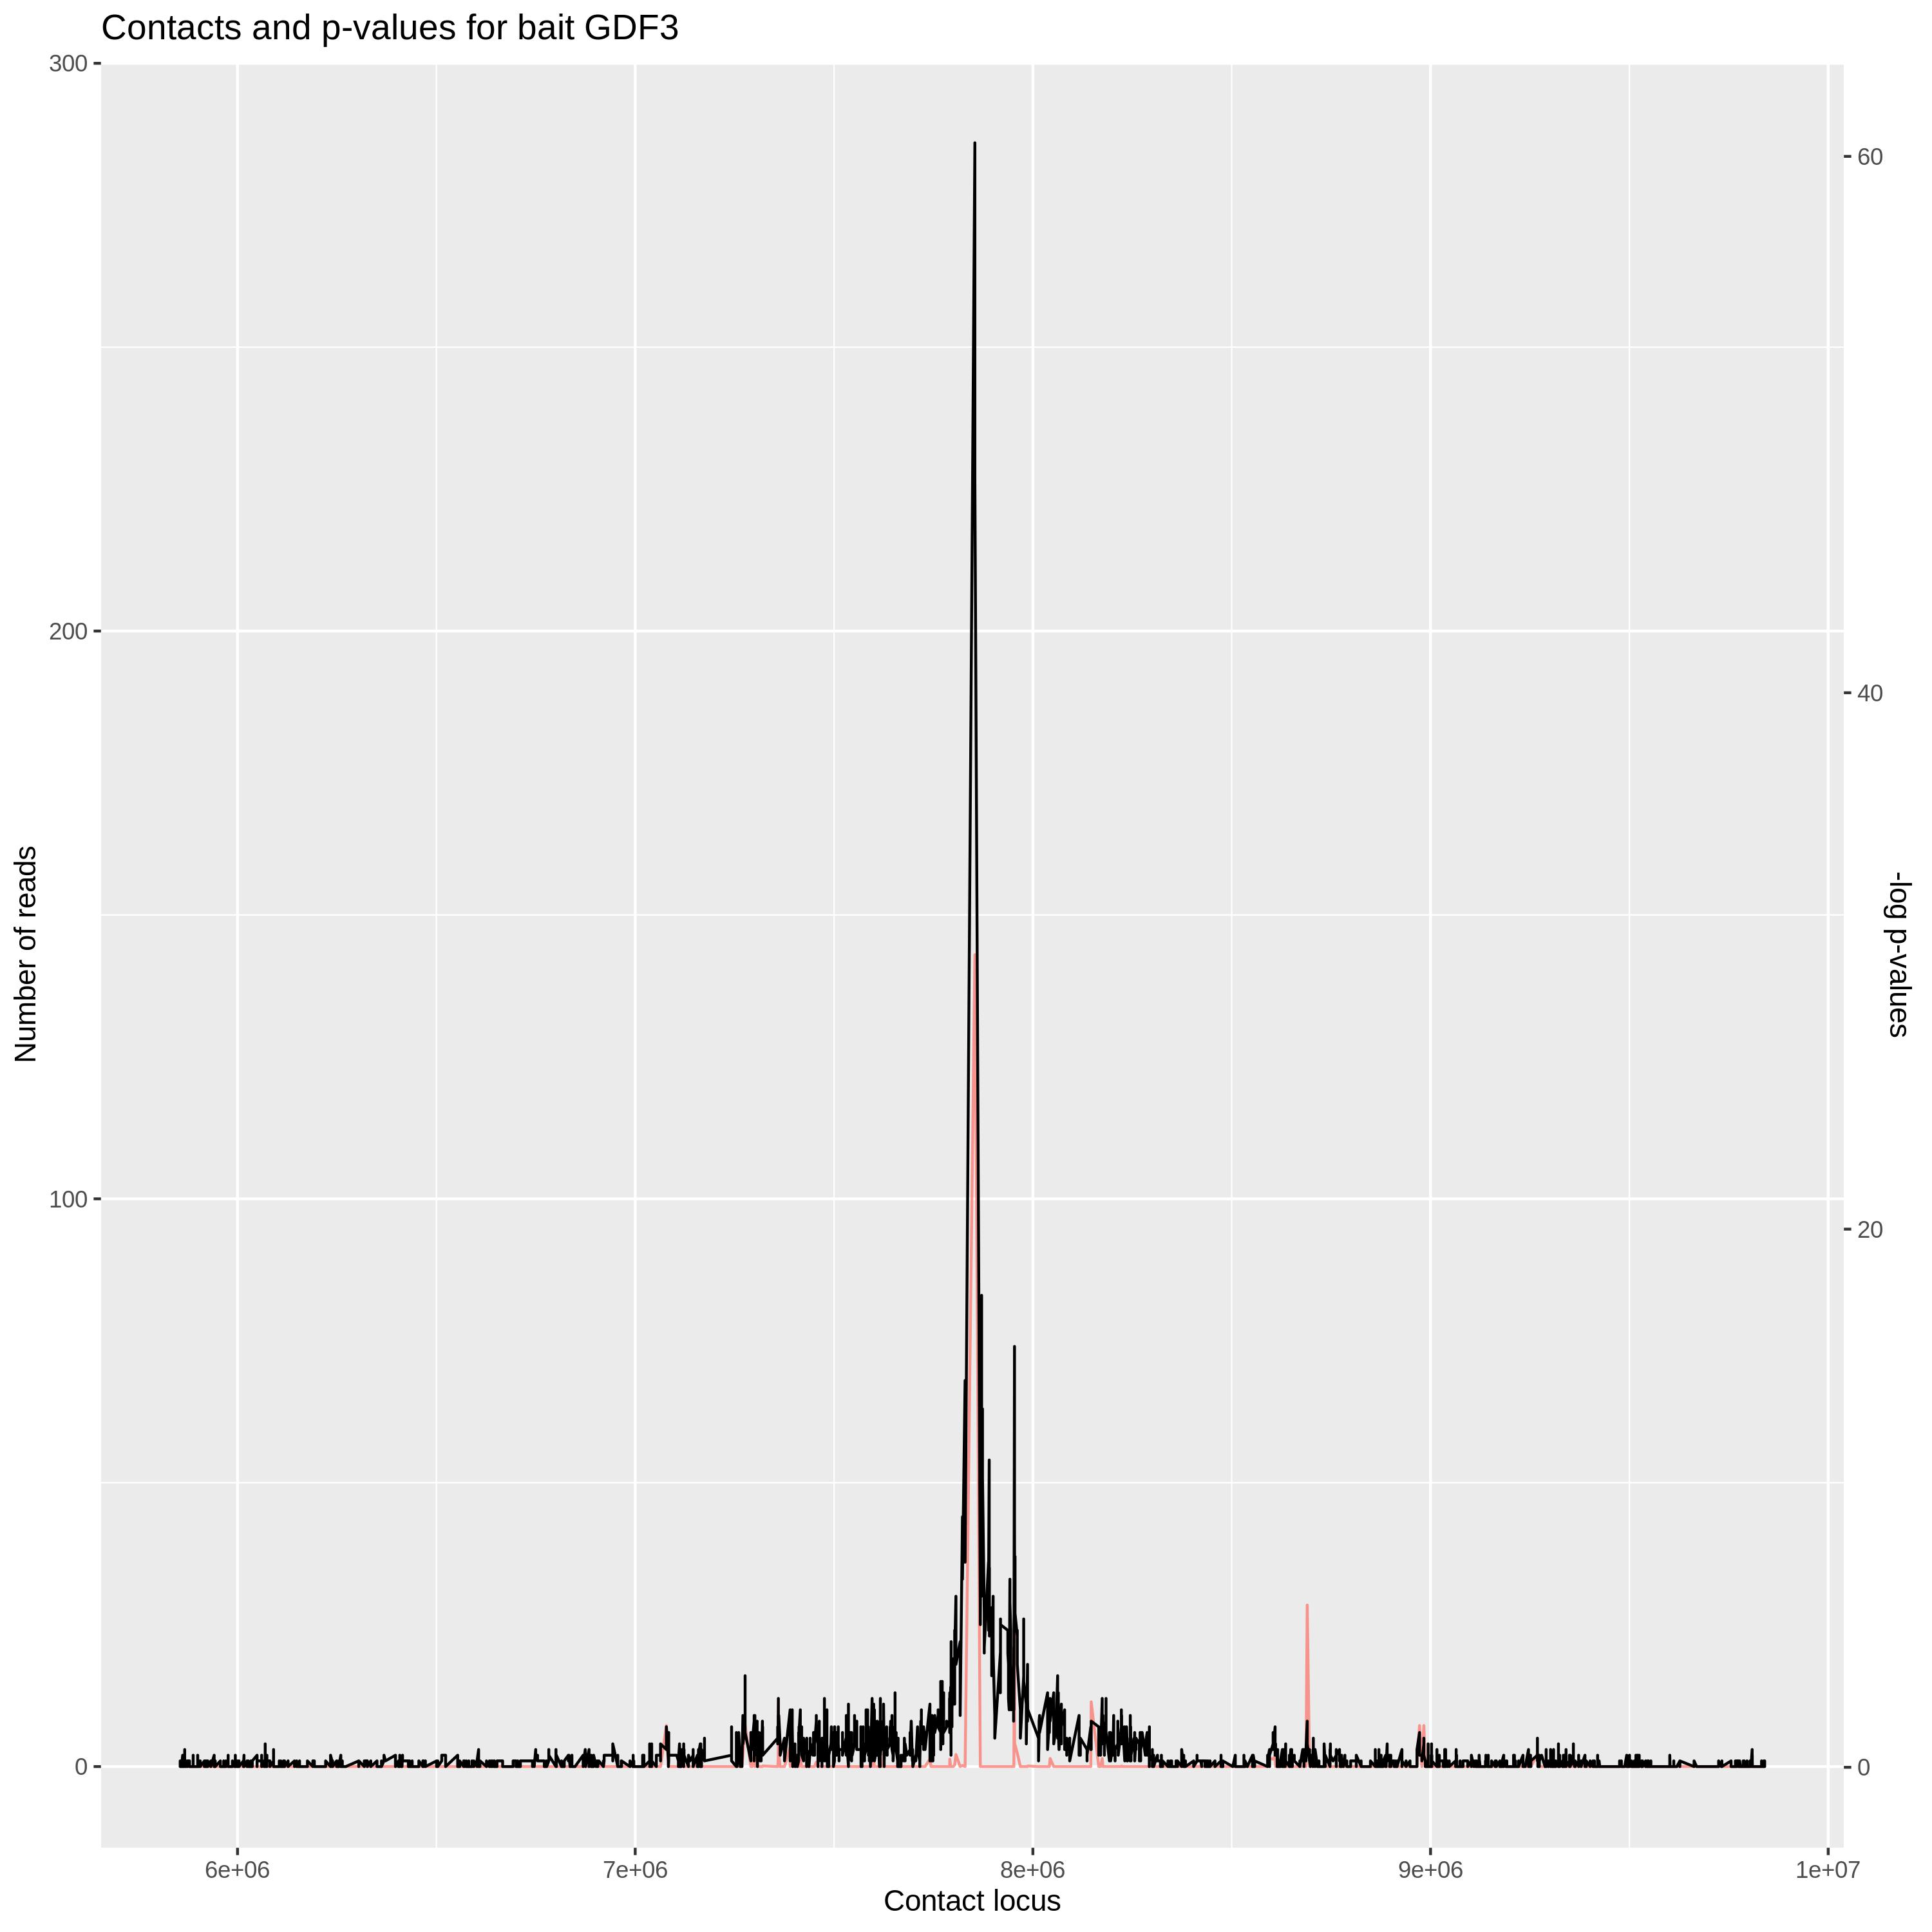 Contacts and p-values for bait GDF3
300
200
100
0
Number of reads
60
40
20
0
-log p-values
6e+06
7e+06
8e+06
9e+06
1e+07
Contact locus